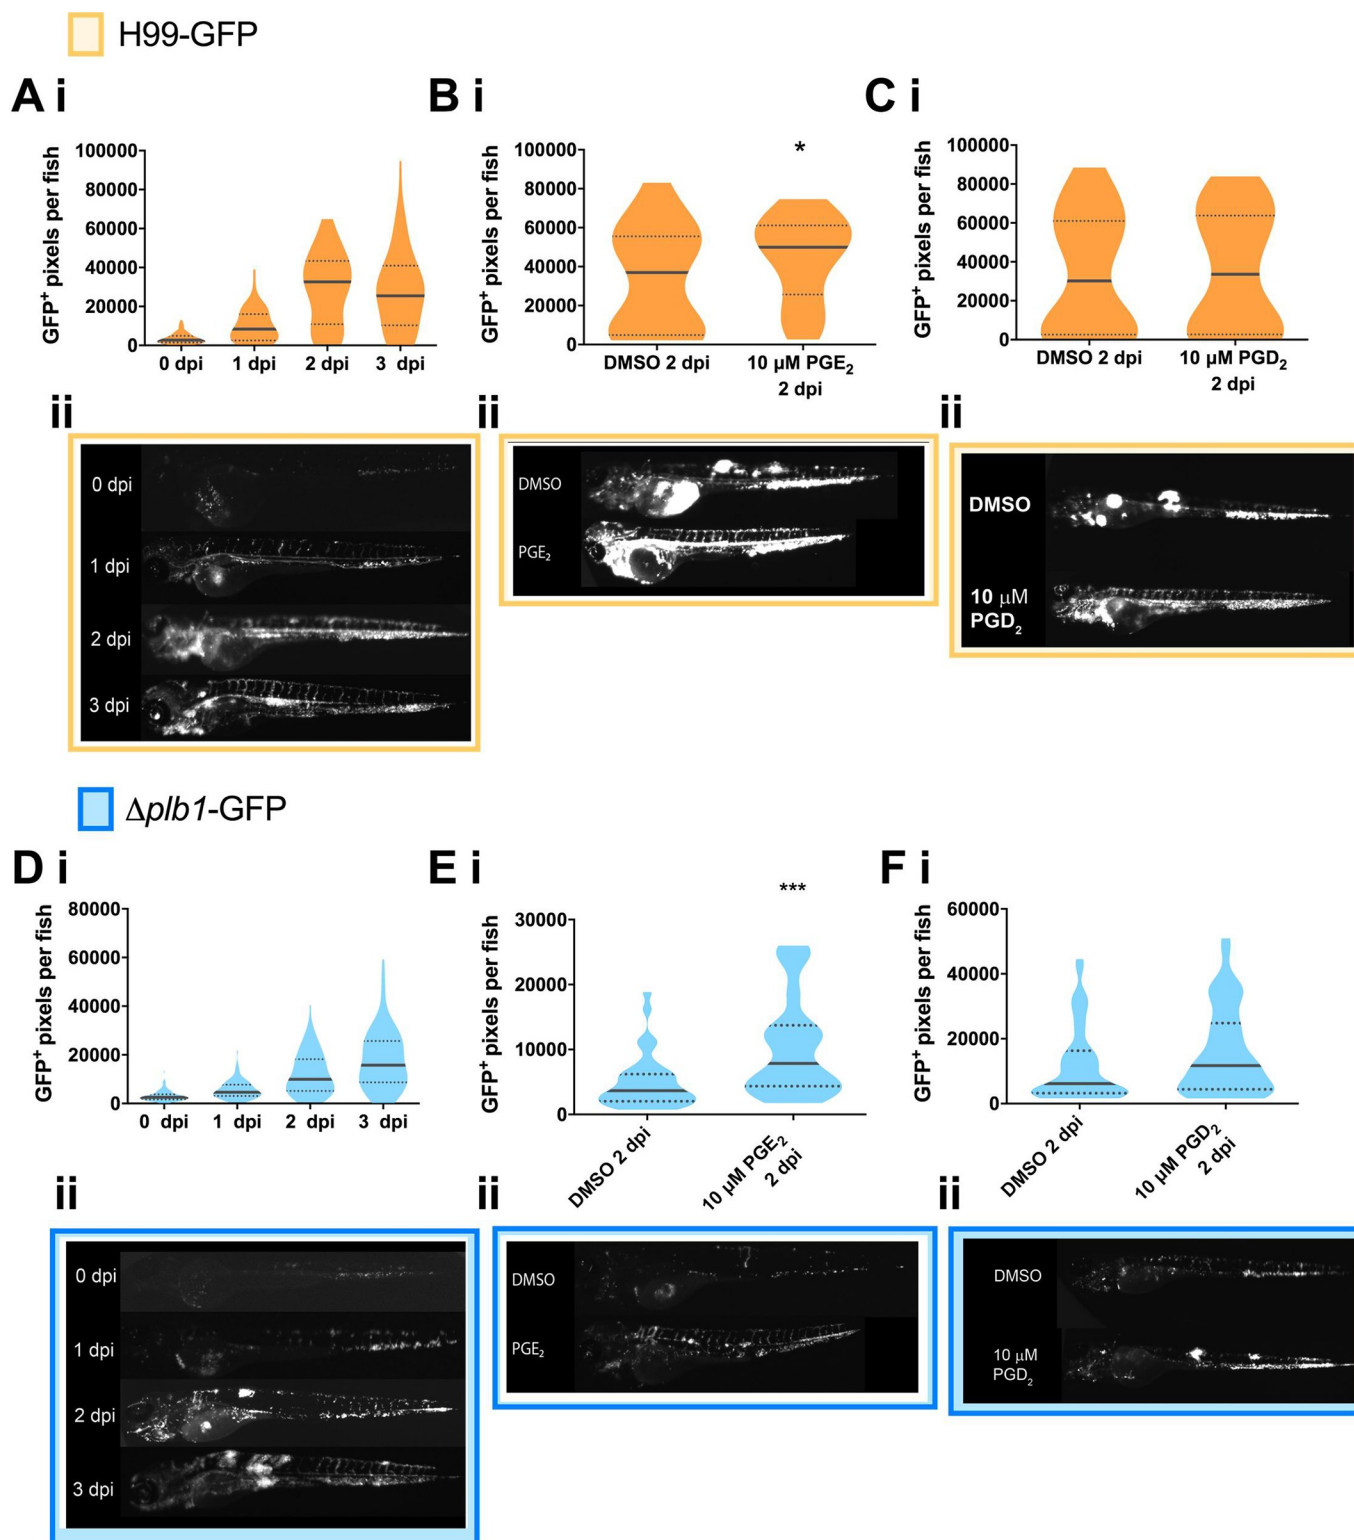 H99-GFP
A i
B i
C i
GFP⁺ pixels per fish
100000
80000
60000
40000
20000
0
0 dpi
1 dpi
2 dpi
3 dpi
GFP⁺ pixels per fish
100000
80000
60000
40000
20000
0
*
DMSO 2 dpi
10 µM PGE₂
2 dpi
GFP⁺ pixels per fish
100000
80000
60000
40000
20000
0
DMSO 2 dpi
10 µM PGD₂
2 dpi
ii
0 dpi
1 dpi
2 dpi
3 dpi
ii
DMSO
PGE₂
ii
DMSO
10 µM
PGD₂
Δplb1-GFP
D i
E i
F i
GFP⁺ pixels per fish
80000
60000
40000
20000
0
0 dpi
1 dpi
2 dpi
3 dpi
GFP⁺ pixels per fish
30000
20000
10000
0
***
DMSO 2 dpi
10 µM PGE₂
2 dpi
GFP⁺ pixels per fish
60000
40000
20000
0
DMSO 2 dpi
10 µM PGD₂
2 dpi
ii
0 dpi
1 dpi
2 dpi
3 dpi
ii
DMSO
PGE₂
ii
DMSO
10 µM
PGD₂